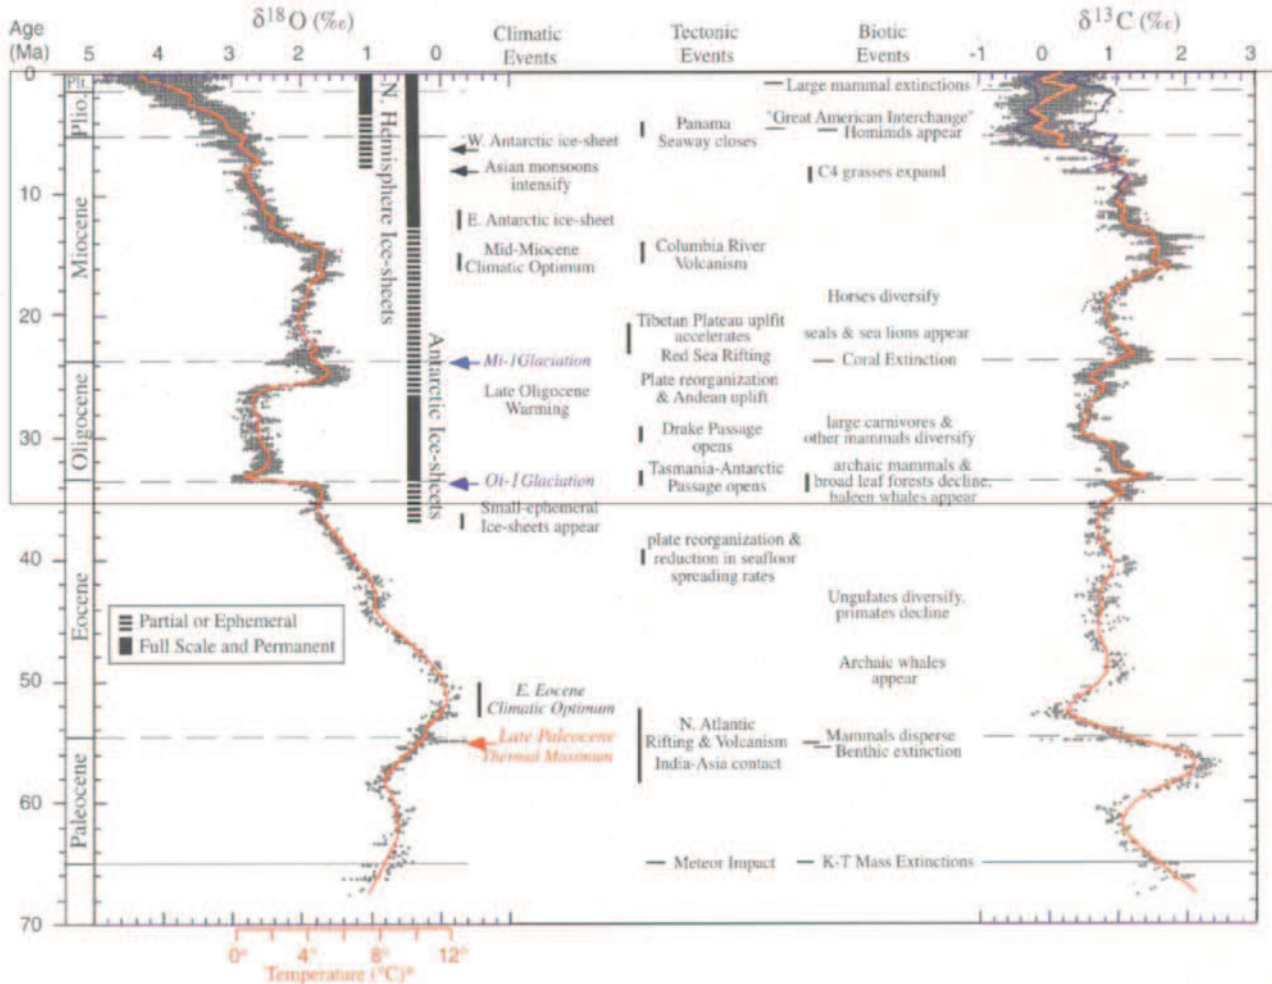 δ18O (‰)
δ13C (‰)
Age
(Ma)
5 4 3 2 1 0
Climatic
Events
Tectonic
Events
Biotic
Events
-1 0 1 2 3
0
Plt.
Plio.
N. Hemisphere Ice-sheets
Large mammal extinctions
"Great American Interchange"
Hominids appear
Panama
Seaway closes
W. Antarctic ice-sheet
Asian monsoons
intensify
C4 grasses expand
10
E. Antarctic ice-sheet
Mid-Miocene
Climatic Optimum
Columbia River
Volcanism
Miocene
Horses diversify
20
Tibetan Plateau uplfit
accelerates
seals & sea lions appear
Red Sea Rifting
Mi-1Glaciation
Coral Extinction
Antarctic Ice-sheets
Late Oligocene
Warming
Plate reorganization
& Andean uplift
Oligocene
30
Drake Passage
opens
large carnivores &
other mammals diversify
Oi-1Glaciation
Tasmania-Antarctic
Passage opens
archaic mammals &
broad leaf forests decline,
baleen whales appear
Small-ephemeral
Ice-sheets appear
40
plate reorganization &
reduction in seafloor
spreading rates
Eocene
Partial or Ephemeral
Full Scale and Permanent
Ungulates diversify,
primates decline
Archaic whales
appear
50
E. Eocene
Climatic Optimum
Late Paleocene
Thermal Maximum
N. Atlantic
Rifting & Volcanism
India-Asia contact
Mammals disperse
Benthic extinction
60
Paleocene
Meteor Impact
K-T Mass Extinctions
70
0° 4° 8° 12°
Temperature (°C)*